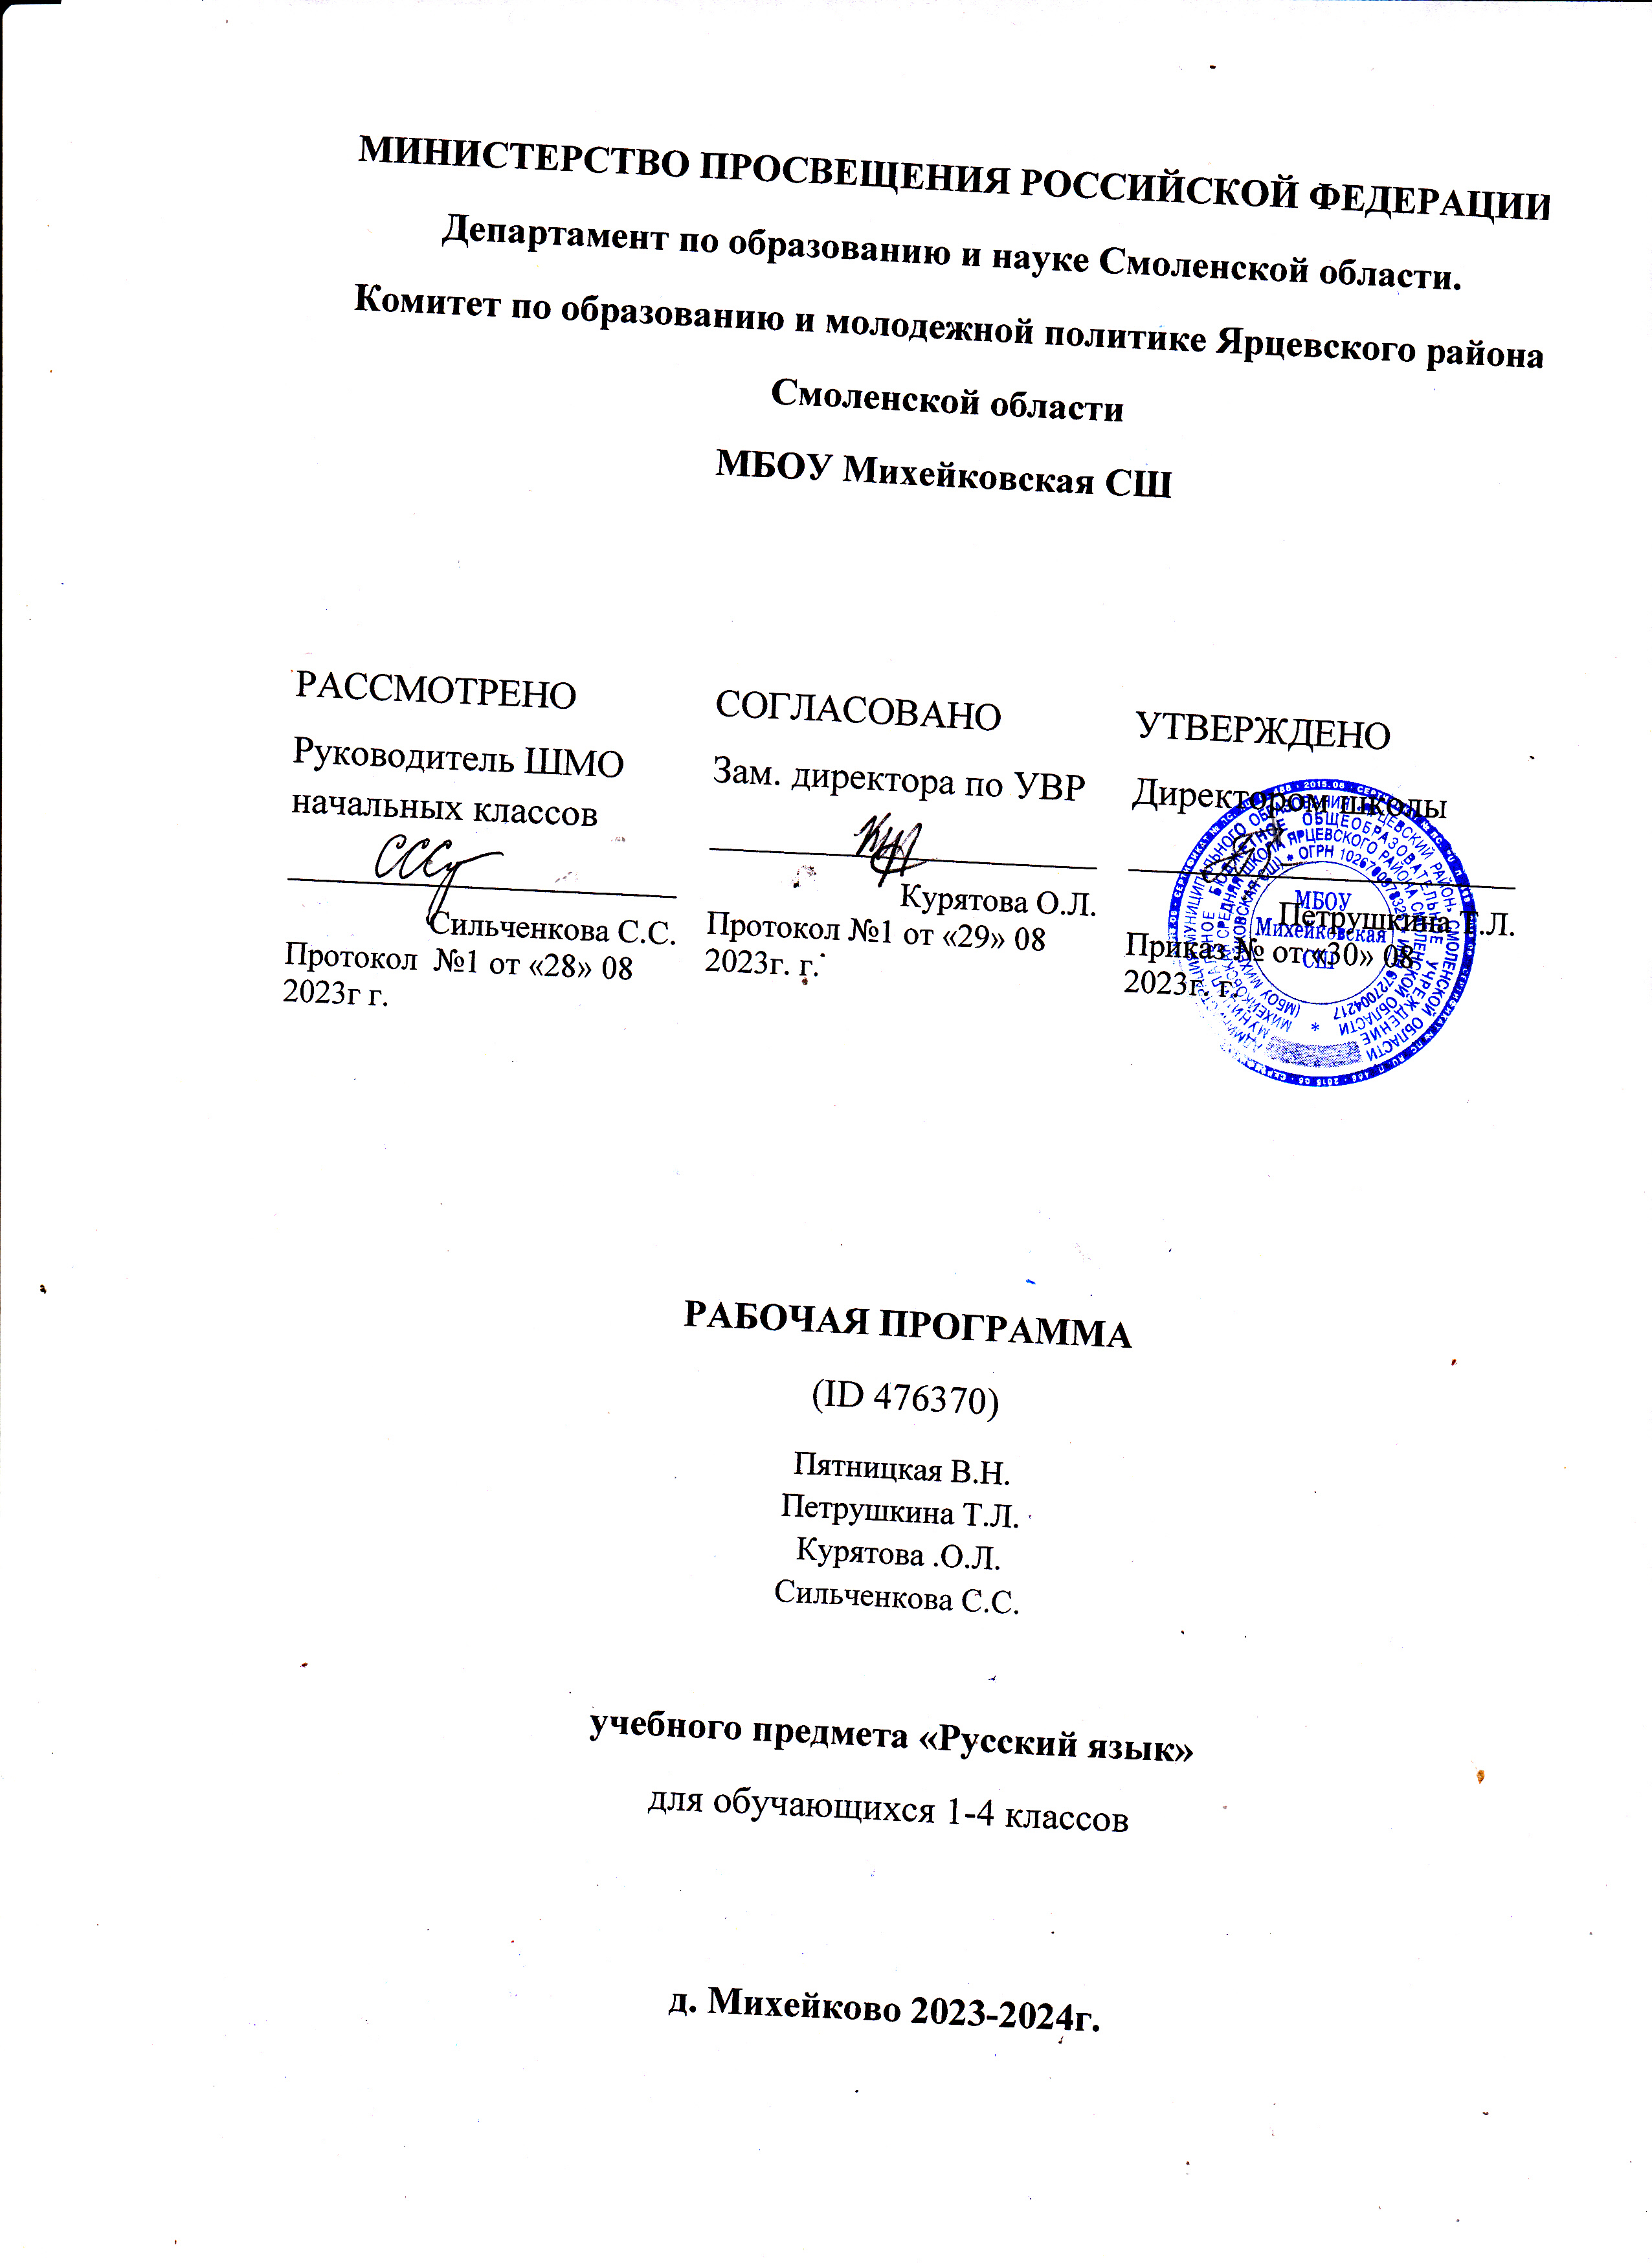 МИНИСТЕРСТВО ПРОСВЕЩЕНИЯ РОССИЙСКОЙ ФЕДЕРАЦИИ
Департамент по образованию и науке Смоленской области.
Комитет по образованию и молодежной политике Ярцевского района
Смоленской области
МБОУ Михейковская СШ
РАССМОТРЕНО
Руководитель ШМО
начальных классов
Сильченкова С.С.
Протокол №1 от «28» 08
2023г г.
СОГЛАСОВАНО
Зам. директора по УВР
Курятова О.Л.
Протокол №1 от «29» 08
2023г. г.
УТВЕРЖДЕНО
Директором школы
Петрушкина Т.Л.
Приказ № от «30» 08
2023г. г.
МБОУ
Михейковская
СШ
РАБОЧАЯ ПРОГРАММА
(ID 476370)
Пятницкая В.Н.
Петрушкина Т.Л.
Курятова .О.Л.
Сильченкова С.С.
учебного предмета «Русский язык»
для обучающихся 1-4 классов
д. Михейково 2023-2024г.